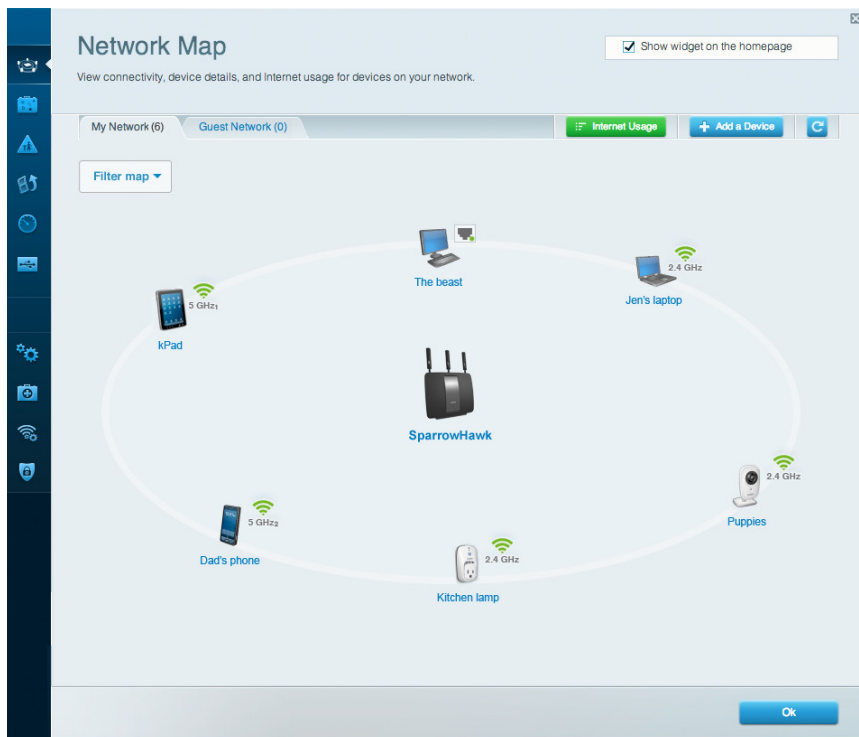 Network Map
Show widget on the homepage
View connectivity, device details, and Internet usage for devices on your network.
My Network (6)
Guest Network (0)
Internet Usage
Add a Device
Filter map
The beast
2.4 GHz
Jen's laptop
5 GHz1
kPad
SparrowHawk
2.4 GHz
Puppies
5 GHz2
Dad's phone
2.4 GHz
Kitchen lamp
Ok